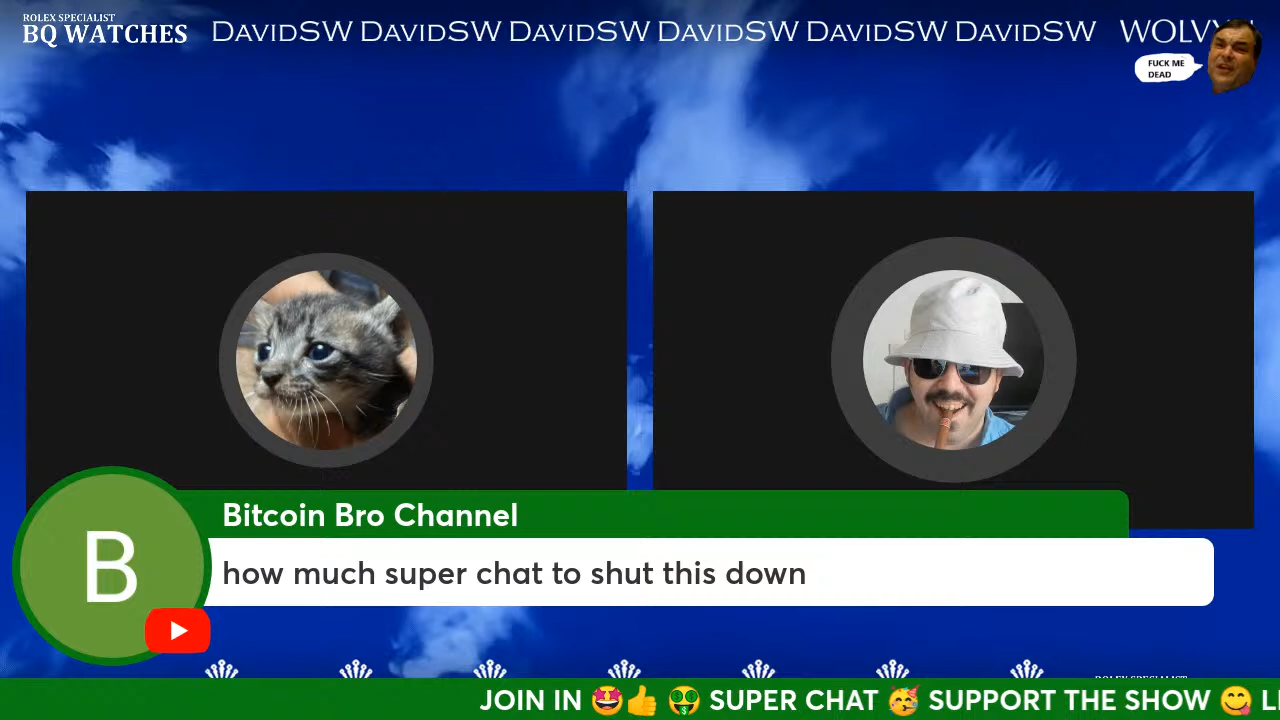 ROLEX SPECIALIST
BQ WATCHES
DAVIDSW DAVIDSW DAVIDSW DAVIDSW DAVIDSW DAVIDSW
FUCK ME
DEAD
Bitcoin Bro Channel
B
how much super chat to shut this down
JOIN IN 🤩👍 🤑 SUPER CHAT 🥳 SUPPORT THE SHOW 😋